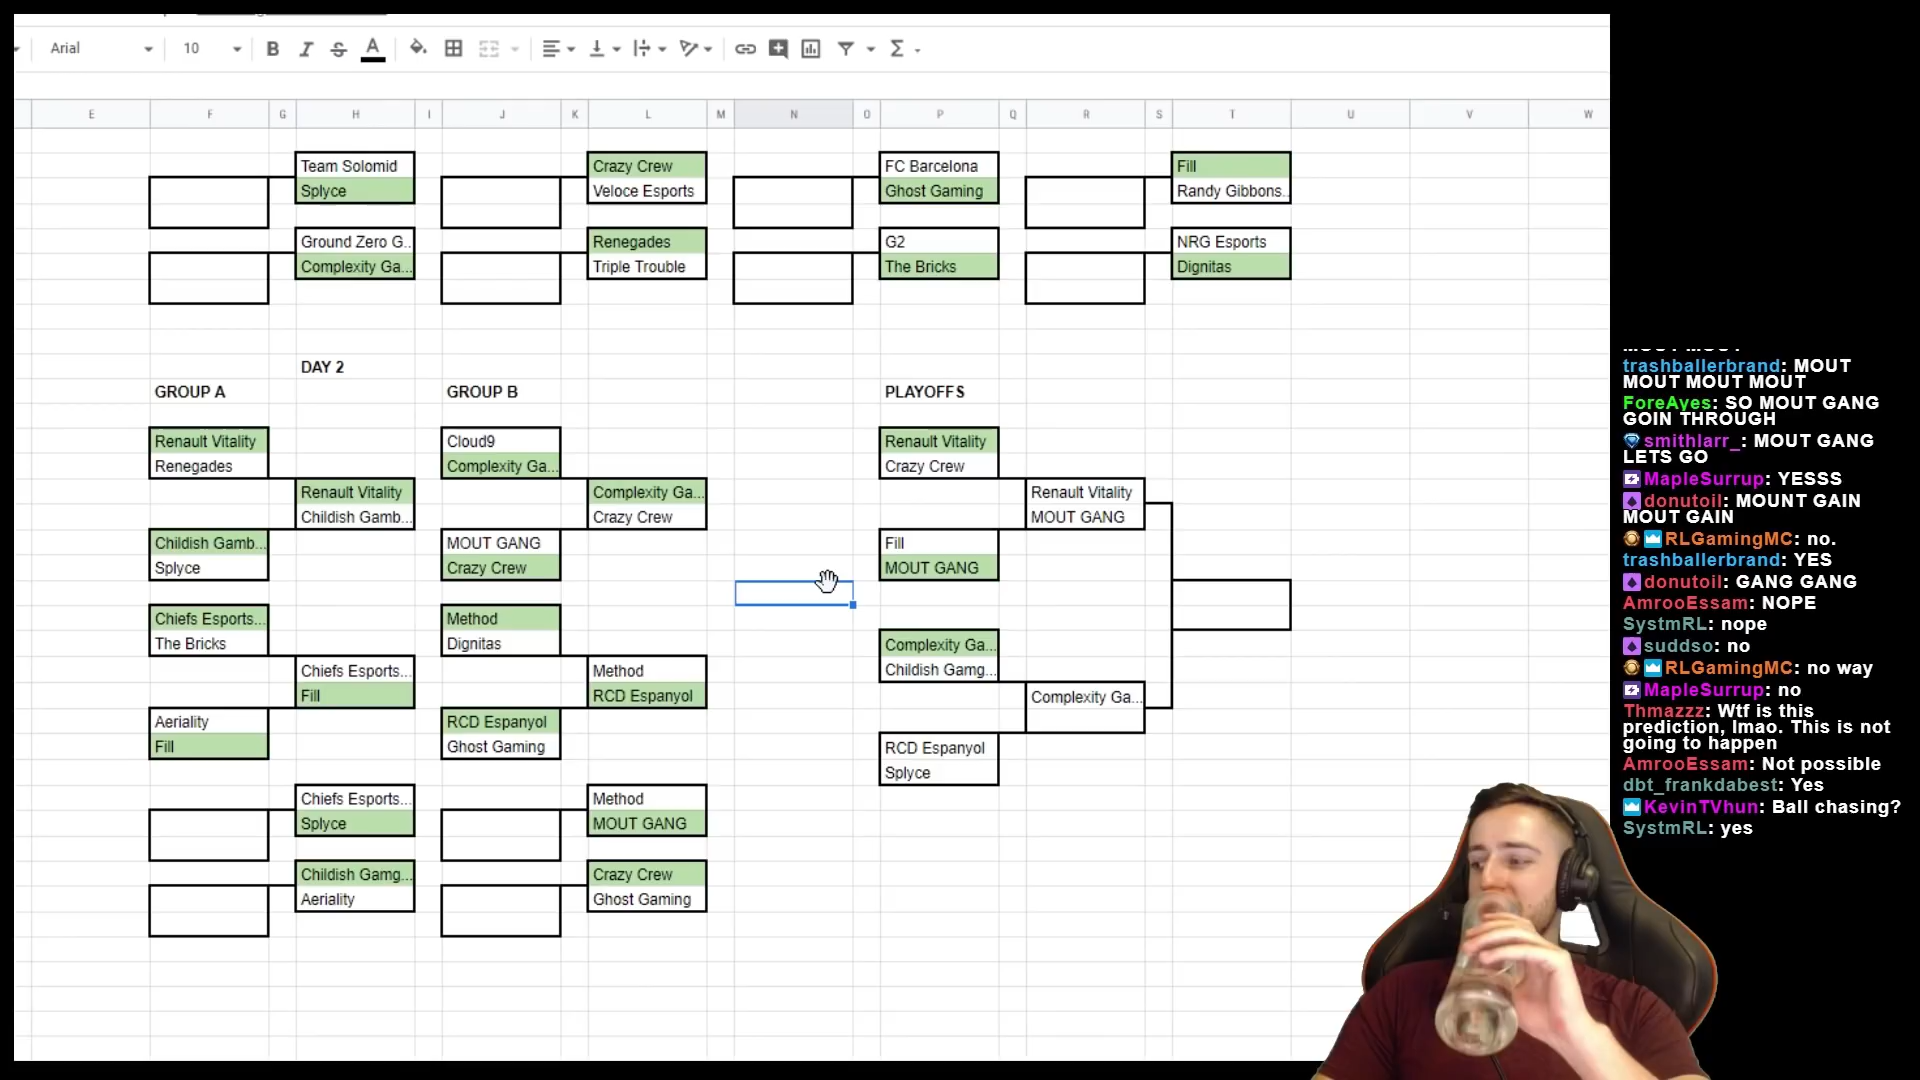 Arial
10
B
I
S
A
E
F
G
H
I
J
K
L
M
N
O
P
Q
R
S
T
U
V
W
Team Solomid
Splyce
Ground Zero G..
Complexity Ga...
Crazy Crew
Veloce Esports
Renegades
Triple Trouble
FC Barcelona
Ghost Gaming
G2
The Bricks
Fill
Randy Gibbons..
NRG Esports
Dignitas
DAY 2
GROUP A
GROUP B
PLAYOFFS
Renault Vitality
Renegades
Childish Gamb...
Splyce
Chiefs Esports...
The Bricks
Aeriality
Fill
Renault Vitality
Childish Gamb...
Chiefs Esports...
Fill
Chiefs Esports...
Splyce
Childish Gamg...
Aeriality
Cloud9
Complexity Ga...
MOUT GANG
Crazy Crew
Method
Dignitas
RCD Espanyol
Ghost Gaming
Complexity Ga...
Crazy Crew
Method
RCD Espanyol
Method
MOUT GANG
Crazy Crew
Ghost Gaming
Renault Vitality
Crazy Crew
Fill
MOUT GANG
Complexity Ga...
Childish Gamg...
RCD Espanyol
Splyce
Renault Vitality
MOUT GANG
Complexity Ga...
trashballerbrand: MOUT
MOUT MOUT MOUT
ForeAyes: SO MOUT GANG
GOIN THROUGH
smithlarr_: MOUT GANG
LETS GO
MapleSurrup: YESSS
donutoil: MOUNT GAIN
MOUT GAIN
RLGamingMC: no.
trashballerbrand: YES
donutoil: GANG GANG
AmrooEssam: NOPE
SystmRL: nope
suddso: no
RLGamingMC: no way
MapleSurrup: no
Thmazzz: Wtf is this
prediction, lmao. This is not
going to happen
AmrooEssam: Not possible
dbt_frankdabest: Yes
KevinTVhun: Ball chasing?
SystmRL: yes